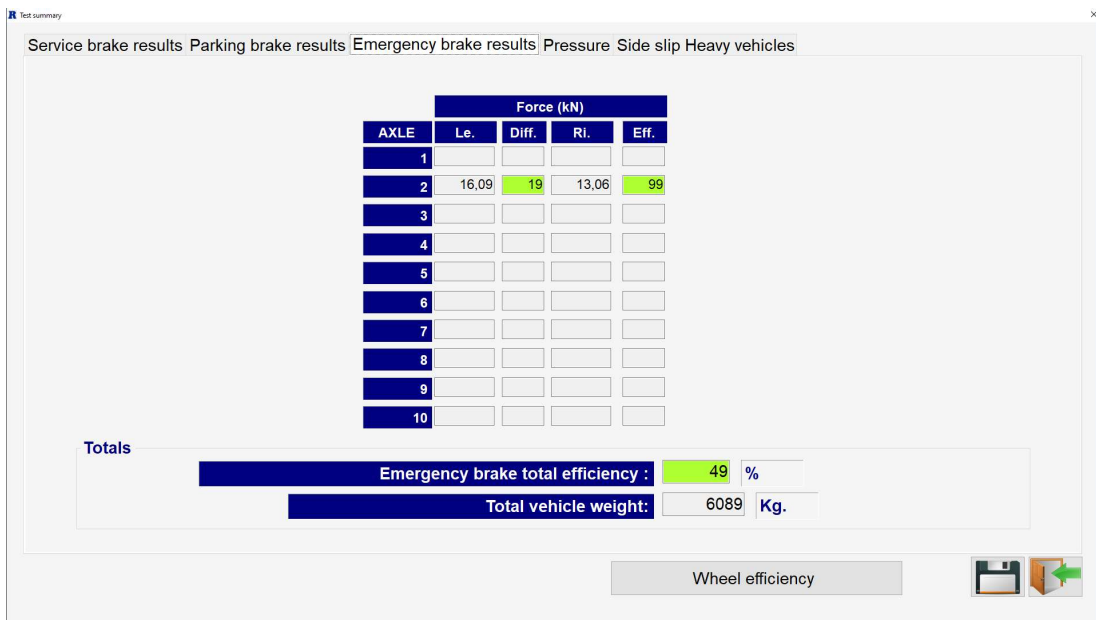 R Test summary
Service brake results Parking brake results Emergency brake results Pressure Side slip Heavy vehicles
Force (kN)
AXLE Le. Diff. Ri. Eff.
1
2 16,09 19 13,06 99
3
4
5
6
7
8
9
10
Totals
Emergency brake total efficiency : 49 %
Total vehicle weight: 6089 Kg.
Wheel efficiency